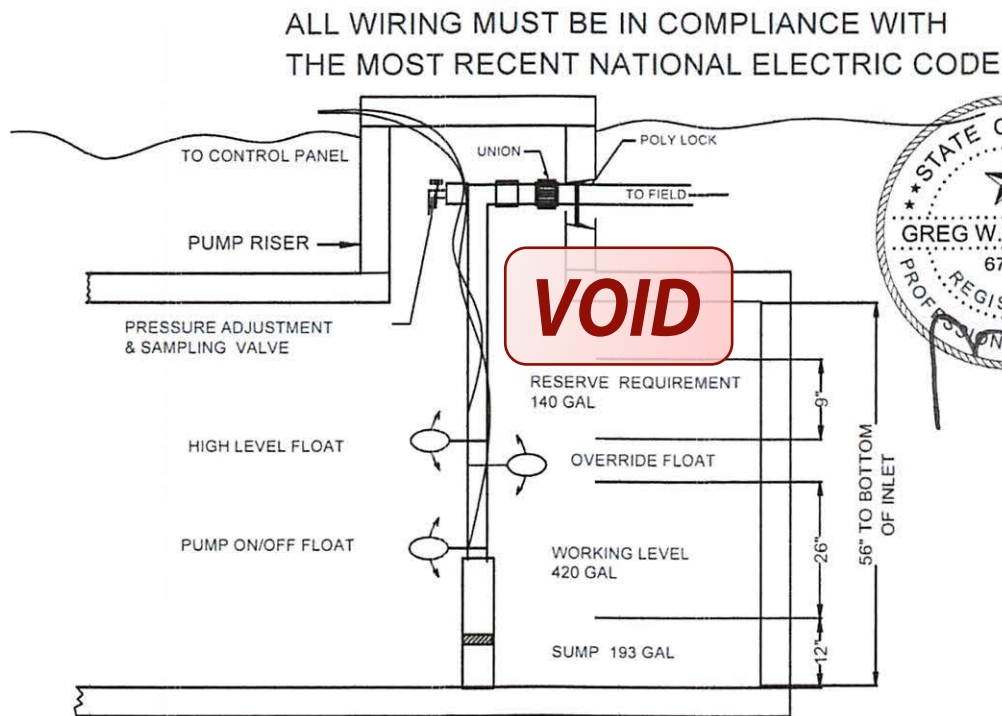 ALL WIRING MUST BE IN COMPLIANCE WITH
THE MOST RECENT NATIONAL ELECTRIC CODE
TO CONTROL PANEL
UNION
POLY LOCK
TO FIELD
PUMP RISER
VOID
PRESSURE ADJUSTMENT
& SAMPLING VALVE
RESERVE REQUIREMENT
140 GAL
9"
HIGH LEVEL FLOAT
OVERRIDE FLOAT
56" TO BOTTOM
OF INLET
PUMP ON/OFF FLOAT
WORKING LEVEL
420 GAL
26"
SUMP 193 GAL
12"
STATE
GREG W.
67